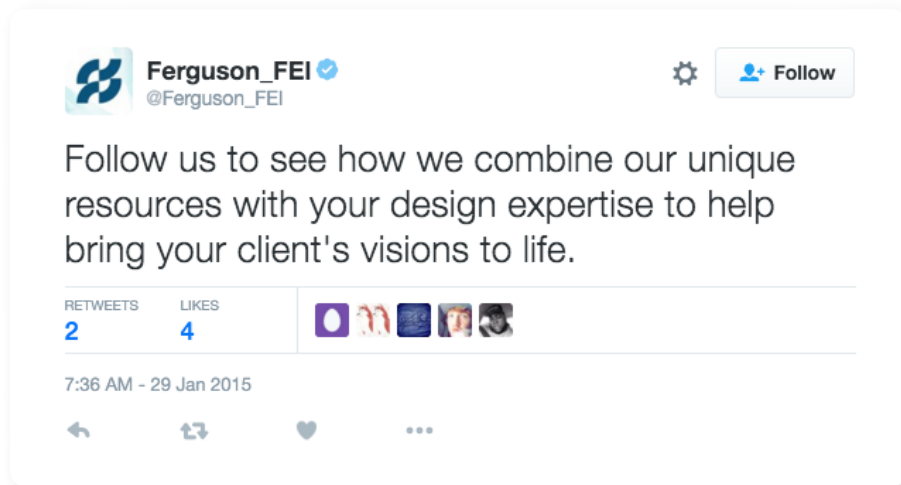 Ferguson_FEI
@Ferguson_FEI
Follow
Follow us to see how we combine our unique
resources with your design expertise to help
bring your client's visions to life.
RETWEETS
2
LIKES
4
7:36 AM - 29 Jan 2015